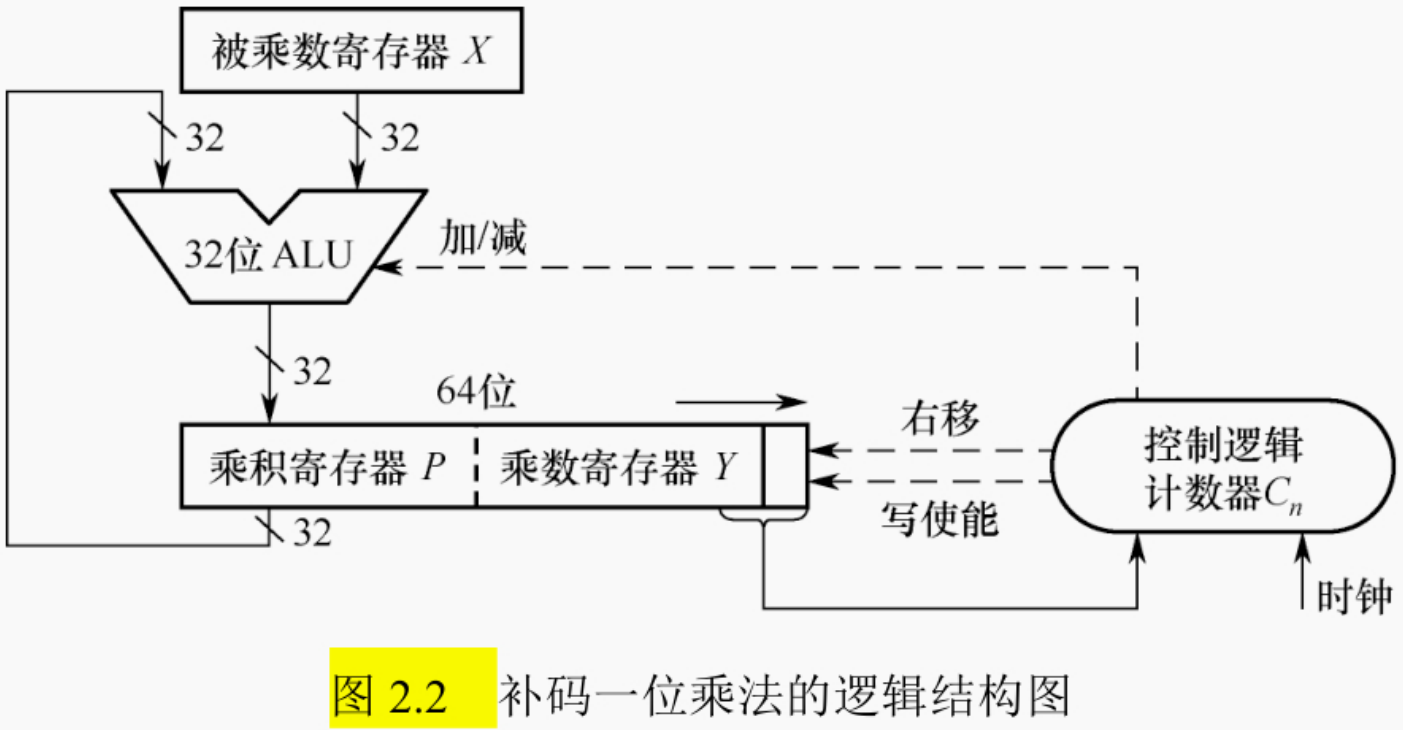 被乘数寄存器 X
32
32
32位 ALU
加/减
32
64位
乘积寄存器 P
乘数寄存器 Y
右移
写使能
控制逻辑
计数器Cn
32
时钟
图 2.2 补码一位乘法的逻辑结构图